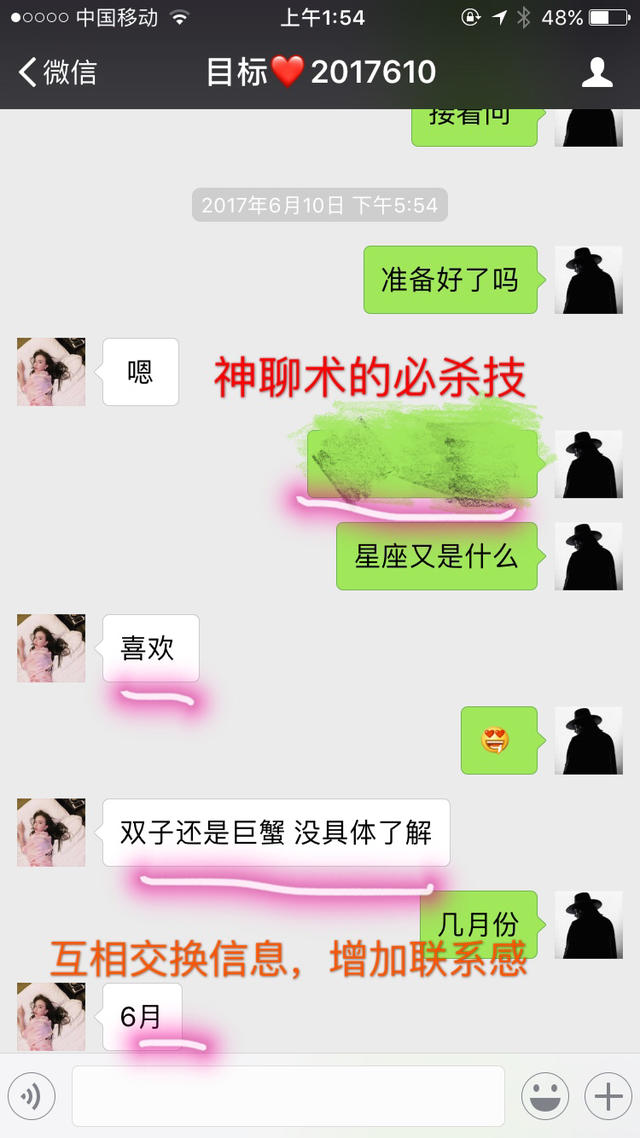 中国移动 上午1:54 48%
微信 目标❤️2017610
接着问
2017年6月10日 下午5:54
准备好了吗
嗯
神聊术的必杀技
星座又是什么
喜欢
😍
双子还是巨蟹 没具体了解
几月份
互相交换信息，增加联系感
6月